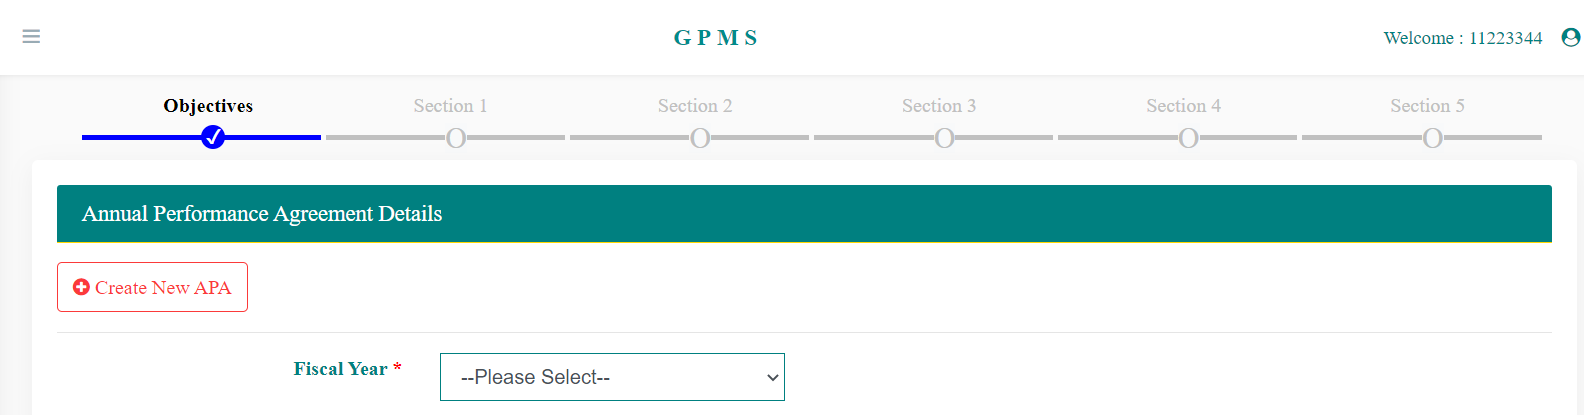 G P M S
Welcome : 11223344
Objectives
Section 1
Section 2
Section 3
Section 4
Section 5
Annual Performance Agreement Details
Create New APA
Fiscal Year *
--Please Select--